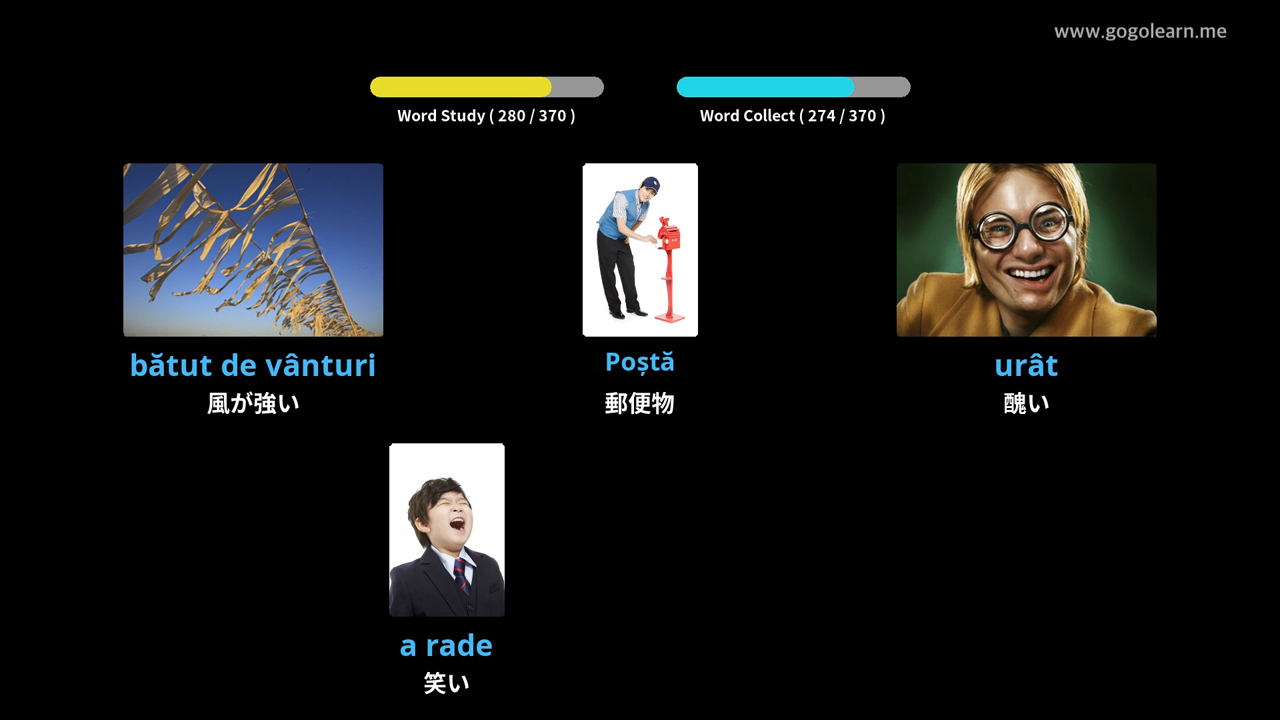 www.gogolearn.me
Word Study ( 280 / 370 )
Word Collect ( 274 / 370 )
bătut de vânturi
風が強い
Poștă
郵便物
urât
醜い
a rade
笑い